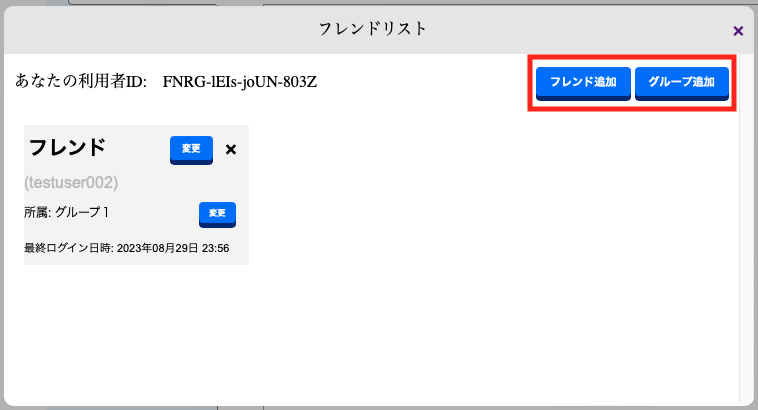 フレンドリスト ×
あなたの利用者ID: FNRG-lEIs-joUN-803Z
フレンド追加 グループ追加
フレンド 変更 ×
(testuser002)
所属: グループ1 変更
最終ログイン日時: 2023年08月29日 23:56